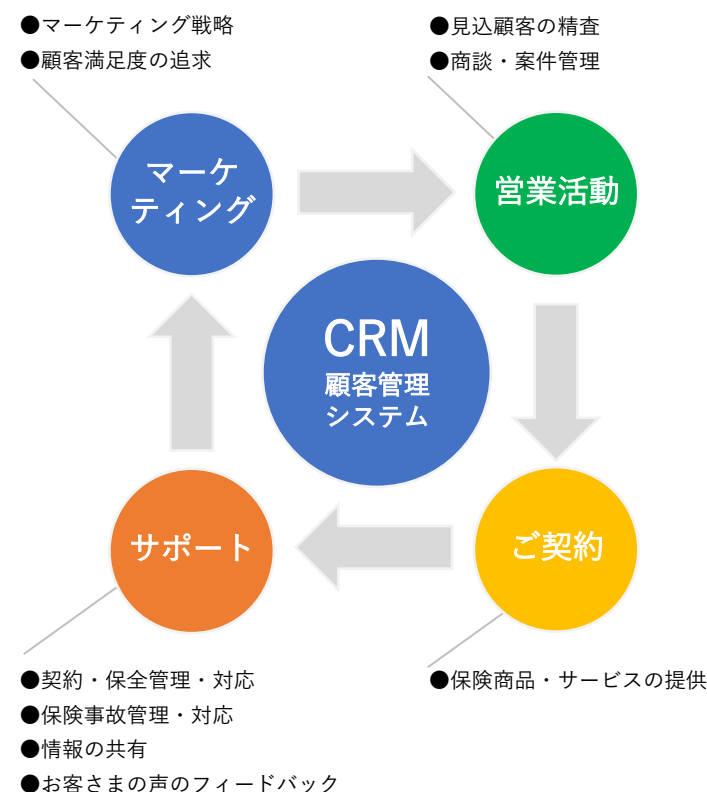 ●マーケティング戦略
●顧客満足度の追求
●見込顧客の精査
●商談・案件管理
マーケ
ティング
営業活動
CRM
顧客管理
システム
サポート
ご契約
●契約・保全管理・対応
●保険事故管理・対応
●情報の共有
●お客さまの声のフィードバック
●保険商品・サービスの提供